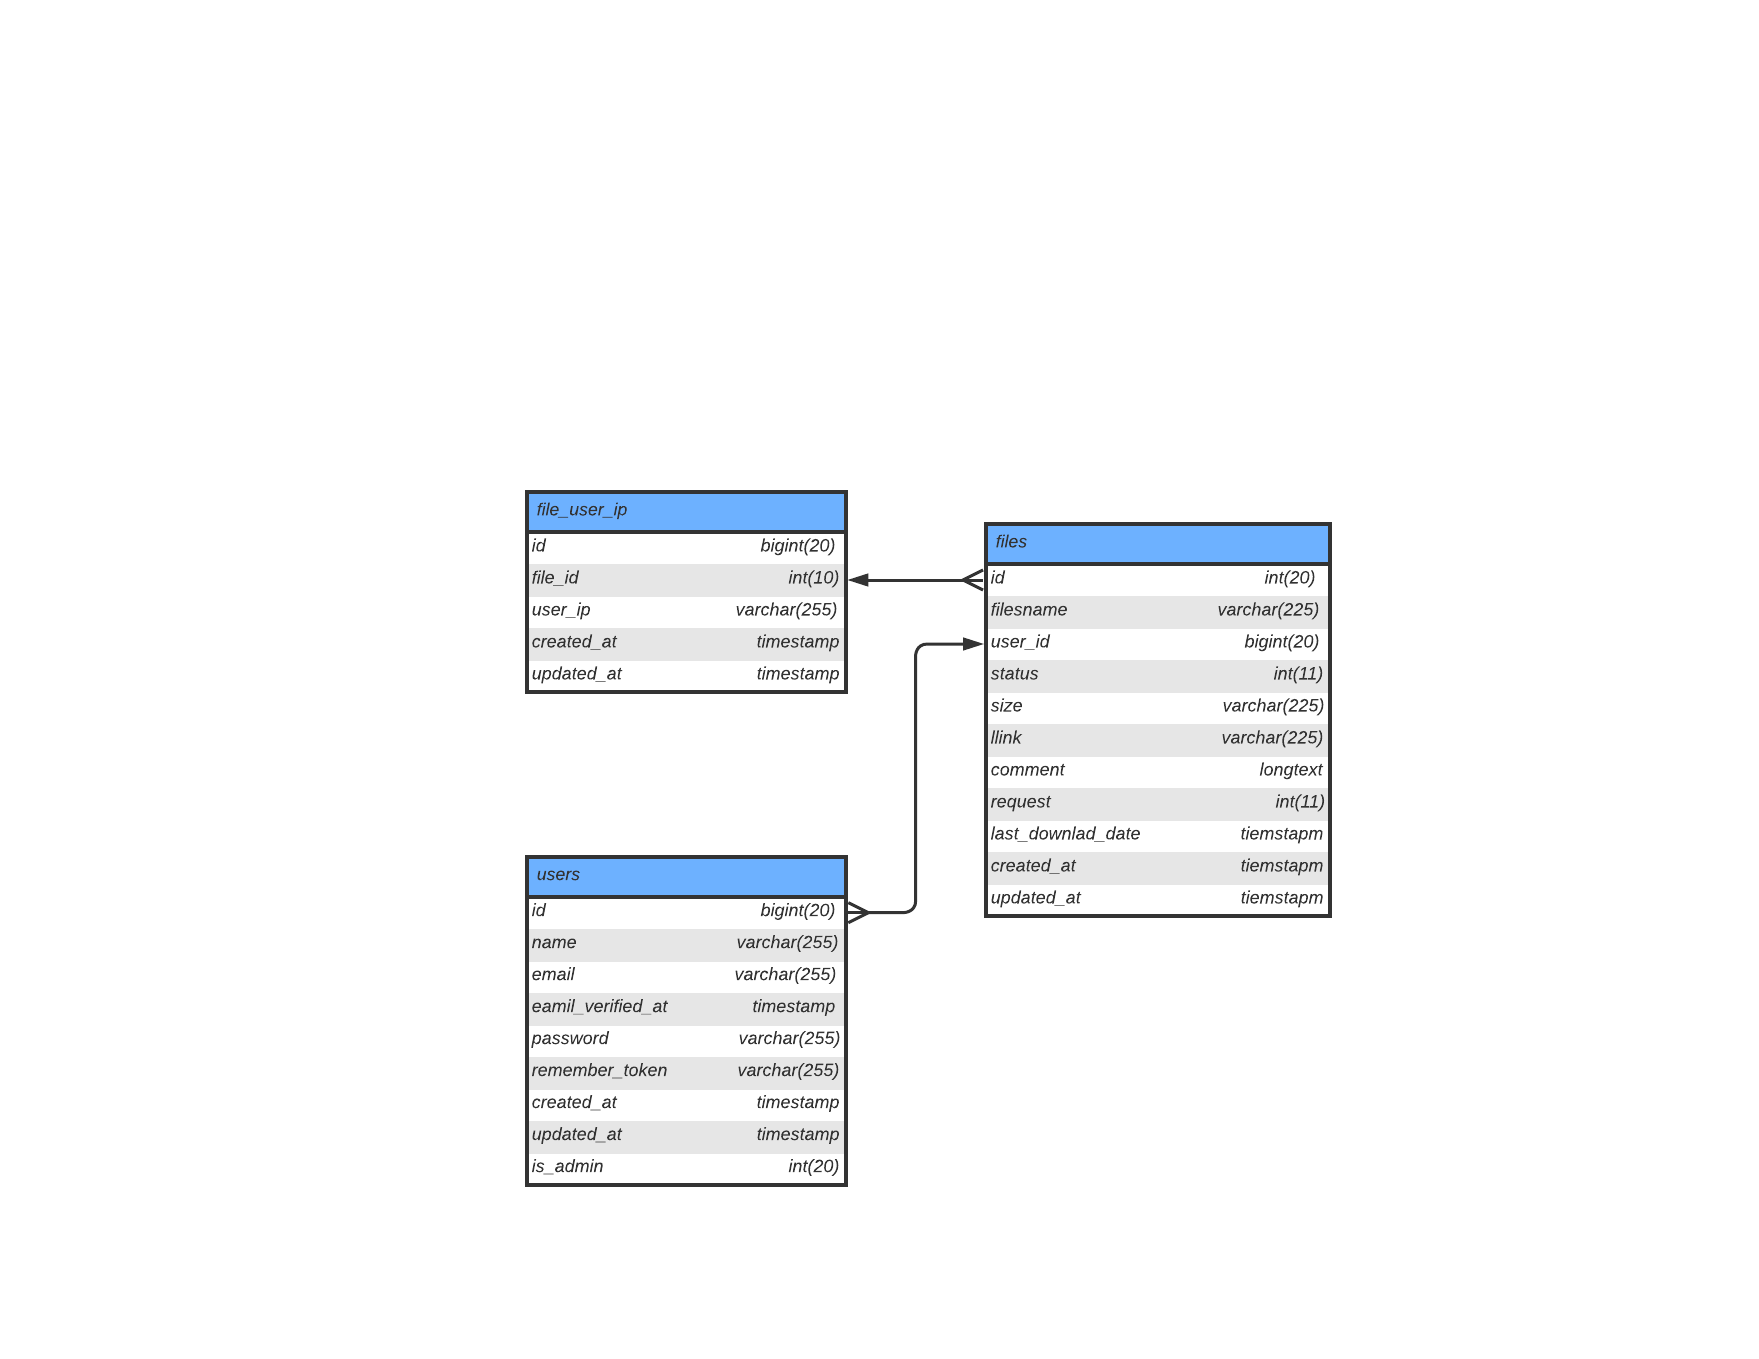 file_user_ip
id bigint(20)
file_id int(10)
user_ip varchar(255)
created_at timestamp
updated_at timestamp
files
id int(20)
filesname varchar(225)
user_id bigint(20)
status int(11)
size varchar(225)
llink varchar(225)
comment longtext
request int(11)
last_downlad_date tiemstapm
created_at tiemstapm
updated_at tiemstapm
users
id bigint(20)
name varchar(255)
email varchar(255)
eamil_verified_at timestamp
password varchar(255)
remember_token varchar(255)
created_at timestamp
updated_at timestamp
is_admin int(20)